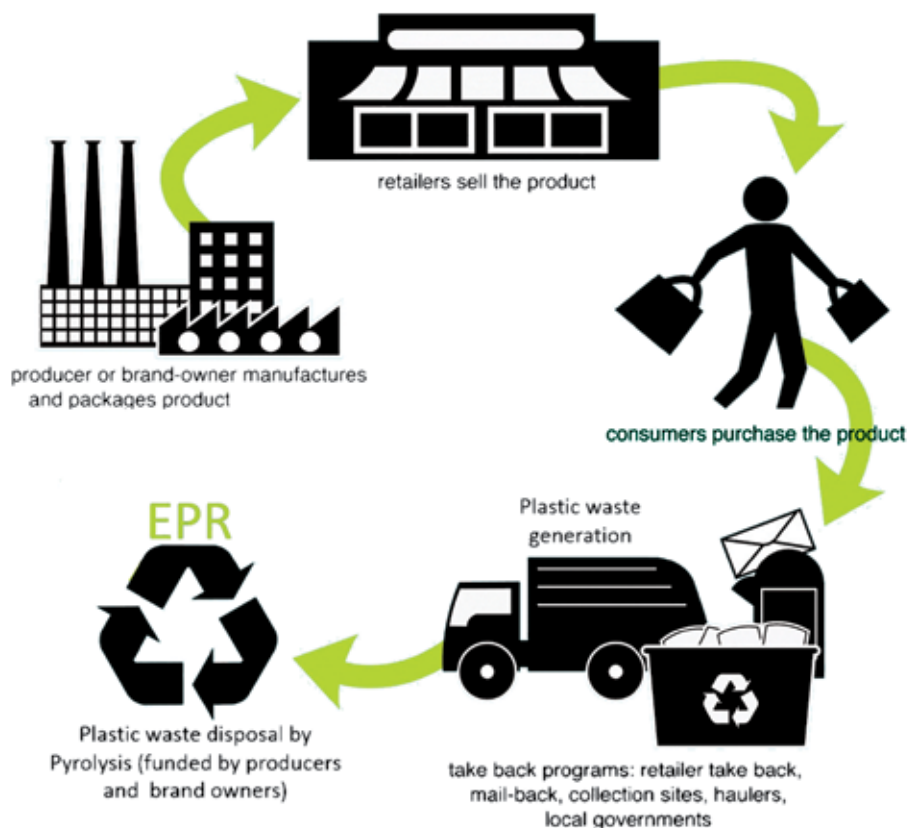 retailers sell the product
producer or brand-owner manufactures
and packages product
consumers purchase the product
Plastic waste
generation
take back programs: retailer take back,
mail-back, collection sites, haulers,
local governments
EPR
Plastic waste disposal by
Pyrolysis (funded by producers
and brand owners)